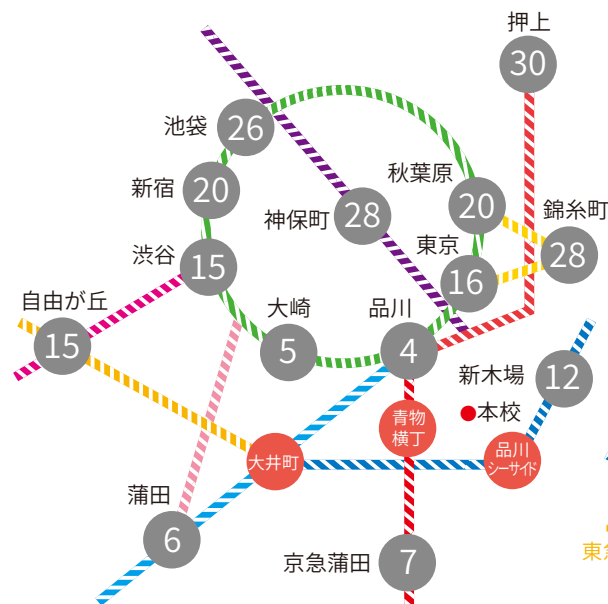 押上
30
池袋
26
秋葉原
20
新宿
20
神保町
28
錦糸町
28
東京
16
渋谷
15
自由が丘
15
大崎
5
品川
4
新木場
12
青物
横丁
●本校
大井町
品川
シーサイド
蒲田
6
京急蒲田
7
東急